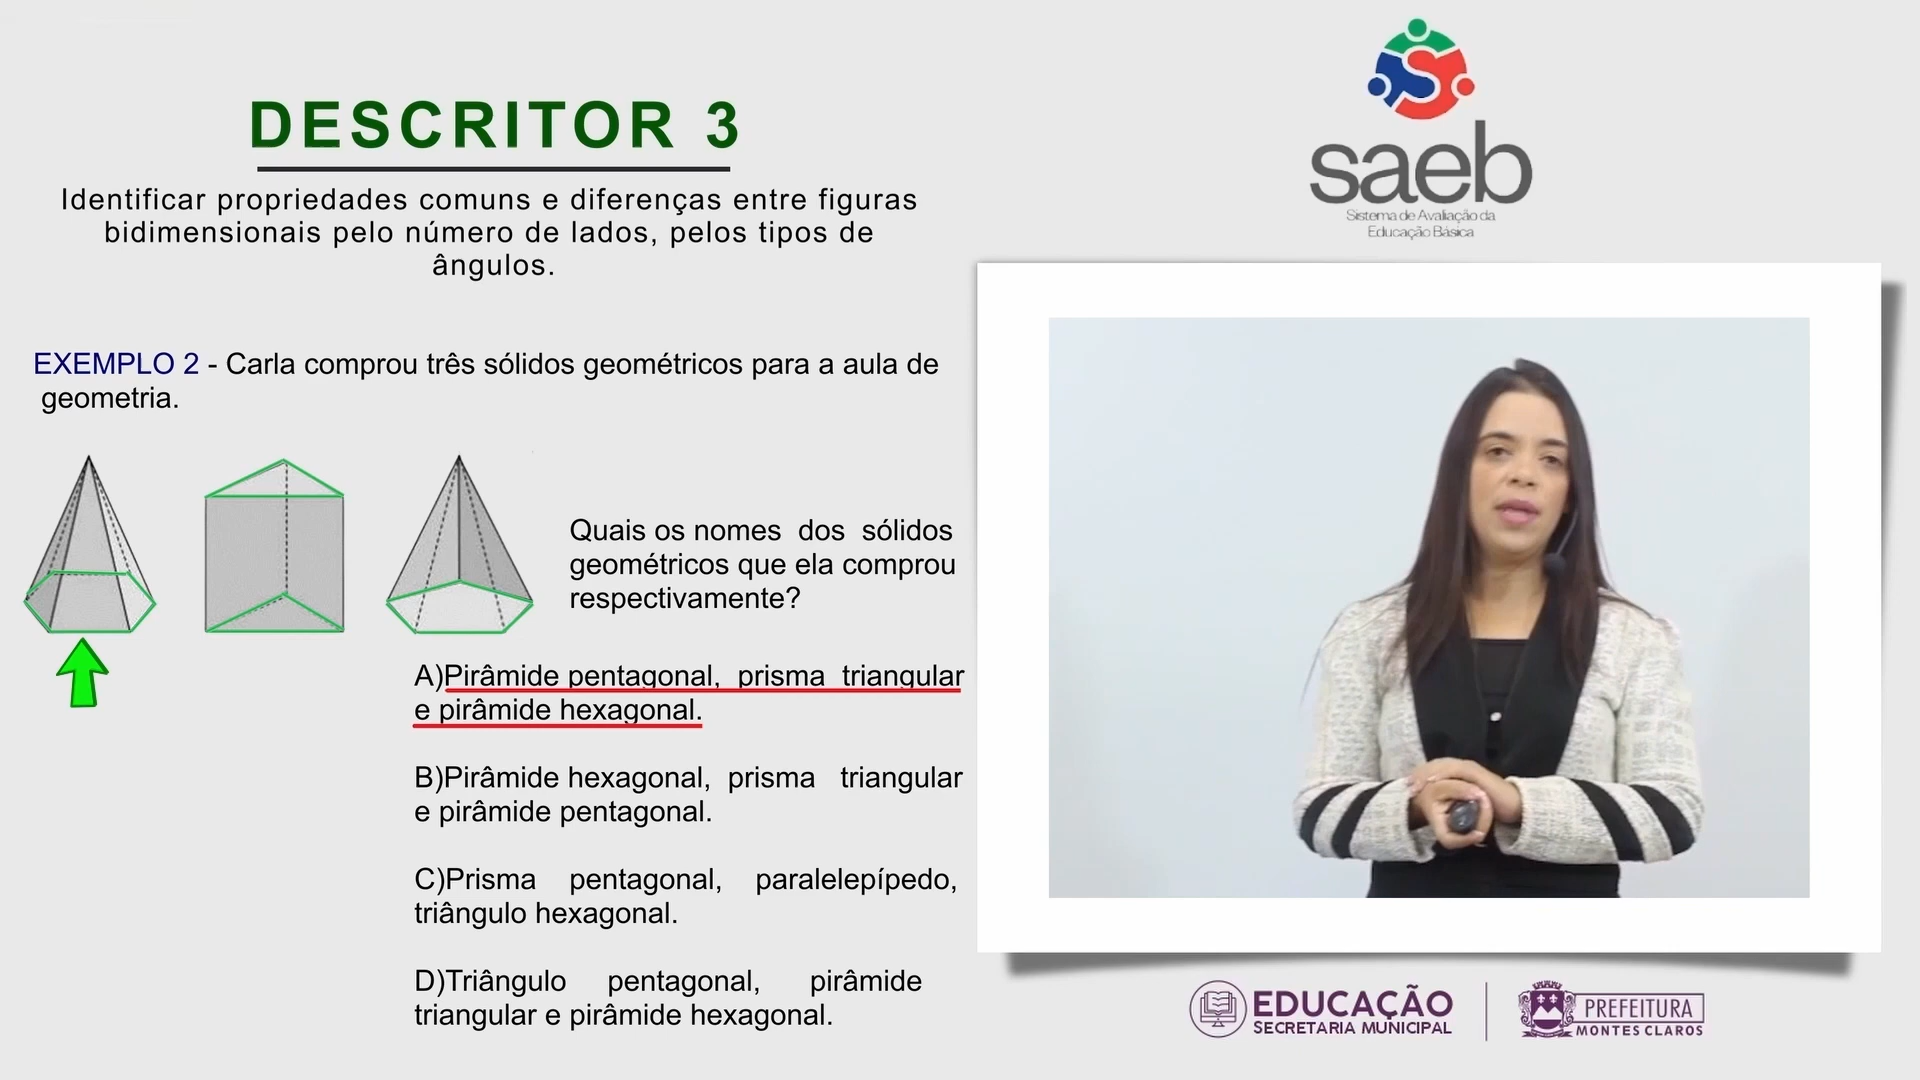 DESCRITOR 3
Identificar propriedades comuns e diferenças entre figuras
bidimensionais pelo número de lados, pelos tipos de
ângulos.
EXEMPLO 2 - Carla comprou três sólidos geométricos para a aula de
geometria.
Quais os nomes dos sólidos
geométricos que ela comprou
respectivamente?
A)Pirâmide pentagonal, prisma triangular
e pirâmide hexagonal.
B)Pirâmide hexagonal, prisma triangular
e pirâmide pentagonal.
C)Prisma pentagonal, paralelepípedo,
triângulo hexagonal.
D)Triângulo pentagonal, pirâmide
triangular e pirâmide hexagonal.
saeb
Sistema de Avaliação da
Educação Básica
EDUCAÇÃO
SECRETARIA MUNICIPAL
PREFEITURA
MONTES CLAROS